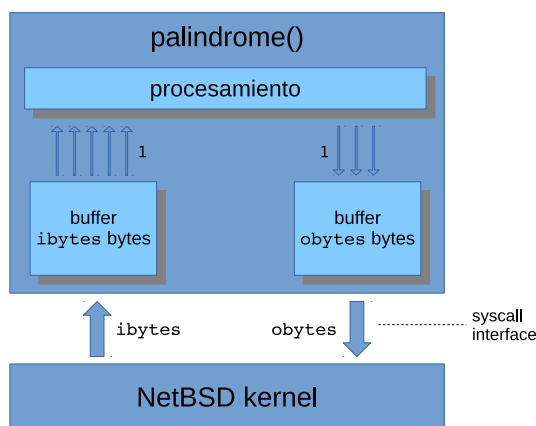 palindrome()
procesamiento
1
1
buffer
ibytes bytes
buffer
obytes bytes
ibytes
obytes
syscall
interface
NetBSD kernel